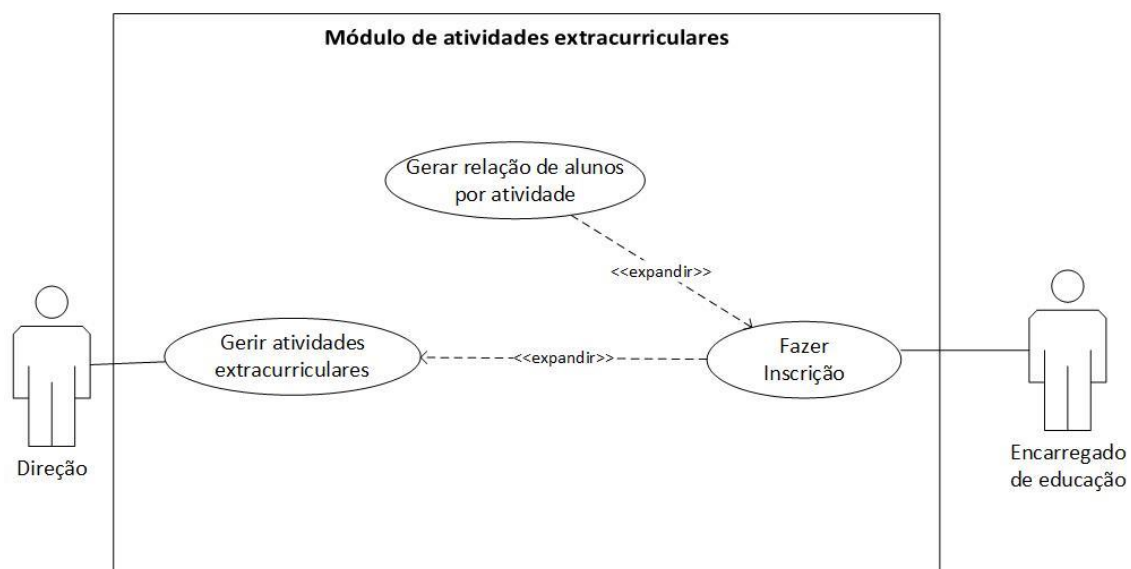 Módulo de atividades extracurriculares
Gerar relação de alunos
por atividade
<<expandir>>
Gerir atividades
extracurriculares
<<expandir>>
Fazer
Inscrição
Direção
Encarregado
de educação